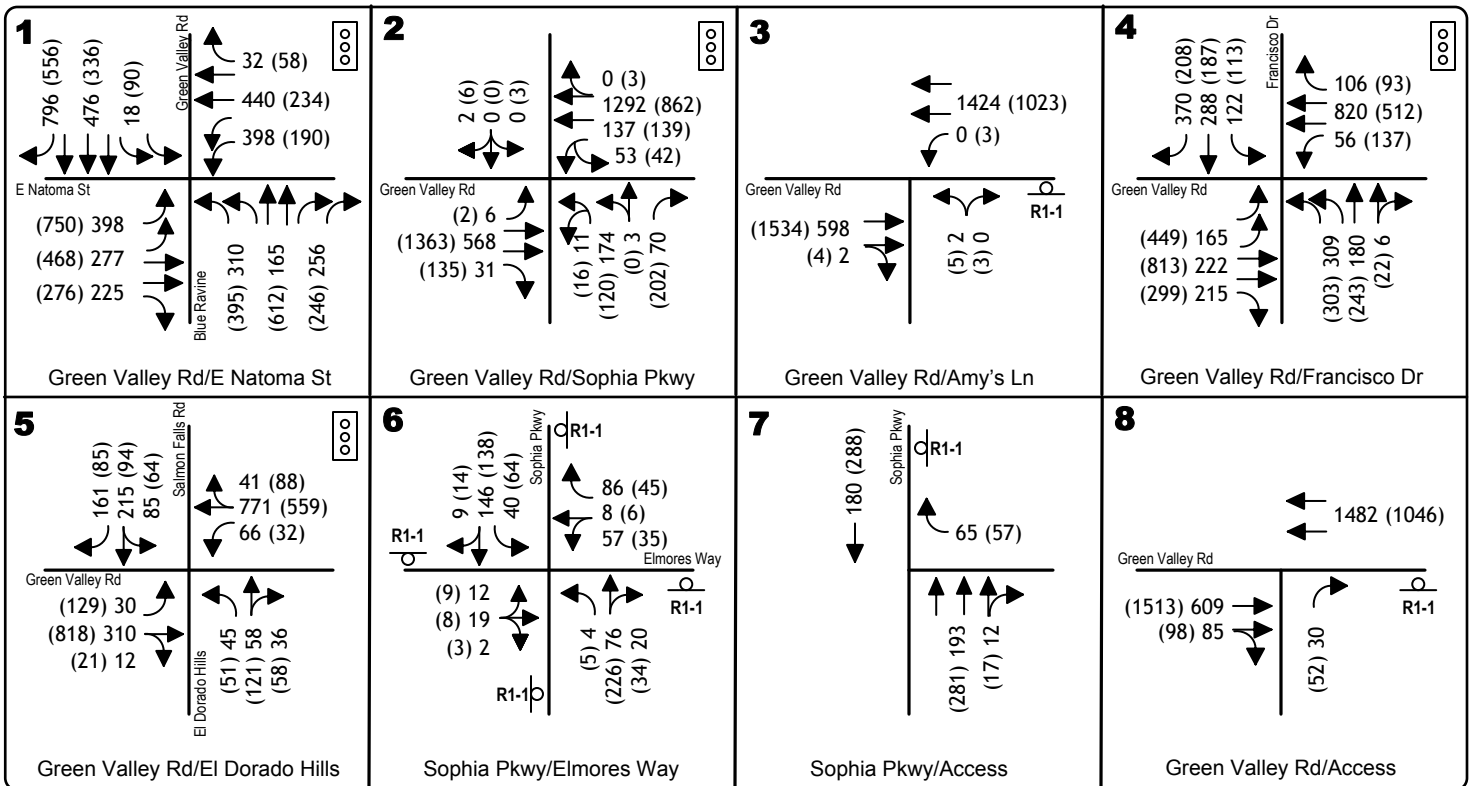 1
796 (556)
476 (336)
18 (90)
Green Valley Rd
32 (58)
440 (234)
398 (190)
E Natoma St
(750) 398
(468) 277
(276) 225
Blue Ravine
(395) 310
(612) 165
(246) 256
Green Valley Rd/E Natoma St
2
2 (6)
0 (0)
0 (3)
0 (3)
1292 (862)
137 (139)
53 (42)
Green Valley Rd
(2) 6
(1363) 568
(135) 31
(16) 11
(120) 174
(0) 3
(202) 70
Green Valley Rd/Sophia Pkwy
3
1424 (1023)
0 (3)
Green Valley Rd
R1-1
(1534) 598
(4) 2
(5) 2
(3) 0
Green Valley Rd/Amy's Ln
4
370 (208)
288 (187)
122 (113)
Francisco Dr
106 (93)
820 (512)
56 (137)
Green Valley Rd
(449) 165
(813) 222
(299) 215
(303) 309
(243) 180
(22) 6
Green Valley Rd/Francisco Dr
5
161 (85)
215 (94)
85 (64)
Salmon Falls Rd
41 (88)
771 (559)
66 (32)
Green Valley Rd
(129) 30
(818) 310
(21) 12
El Dorado Hills
(51) 45
(121) 58
(58) 36
Green Valley Rd/El Dorado Hills
6
9 (14)
146 (138)
40 (64)
Sophia Pkwy
R1-1
86 (45)
8 (6)
57 (35)
R1-1
Elmores Way
R1-1
(9) 12
(8) 19
(3) 2
R1-1
(5) 4
(226) 76
(34) 20
Sophia Pkwy/Elmores Way
7
180 (288)
Sophia Pkwy
R1-1
65 (57)
(281) 193
(17) 12
Sophia Pkwy/Access
8
1482 (1046)
Green Valley Rd
R1-1
(1513) 609
(98) 85
(52) 30
Green Valley Rd/Access